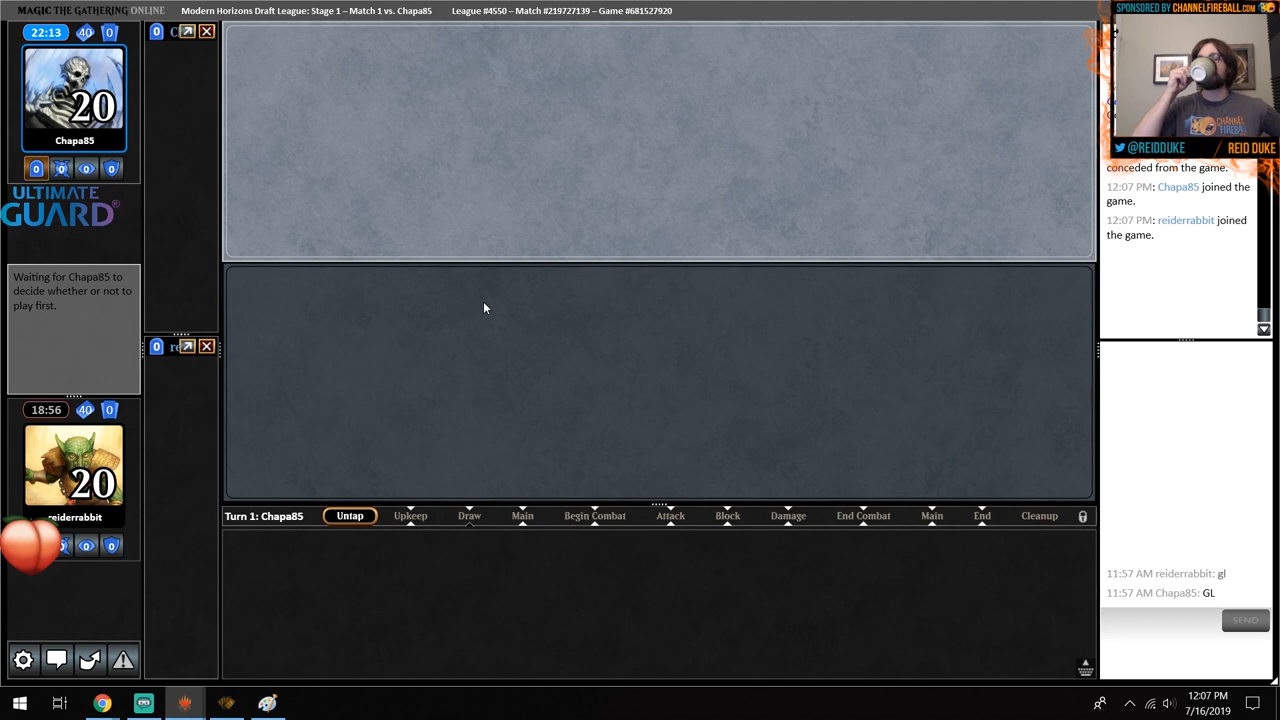 MAGIC THE GATHERING ONLINE
Modern Horizons Draft League: Stage 1 – Match 1 vs. Chapa85
League #4550 – Match #219727139 – Game #681527920
SPONSORED BY CHANNELFIREBALL.COM
22:13
40
0
20
Chapa85
0
0
0
0
ULTIMATE
GUARD®
Waiting for Chapa85 to
decide whether or not to
play first.
18:56
40
0
20
reiderrabbit
0
0
0
0
0
Turn 1: Chapa85
Untap
Upkeep
Draw
Main
Begin Combat
Attack
Block
Damage
End Combat
Main
End
Cleanup
CHANNEL
FIREBALL
@REIDDUKE
REID DUKE
conceded from the game.
12:07 PM: Chapa85 joined the
game.
12:07 PM: reiderrabbit joined
the game.
11:57 AM reiderrabbit: gl
11:57 AM Chapa85: GL
SEND
12:07 PM
7/16/2019